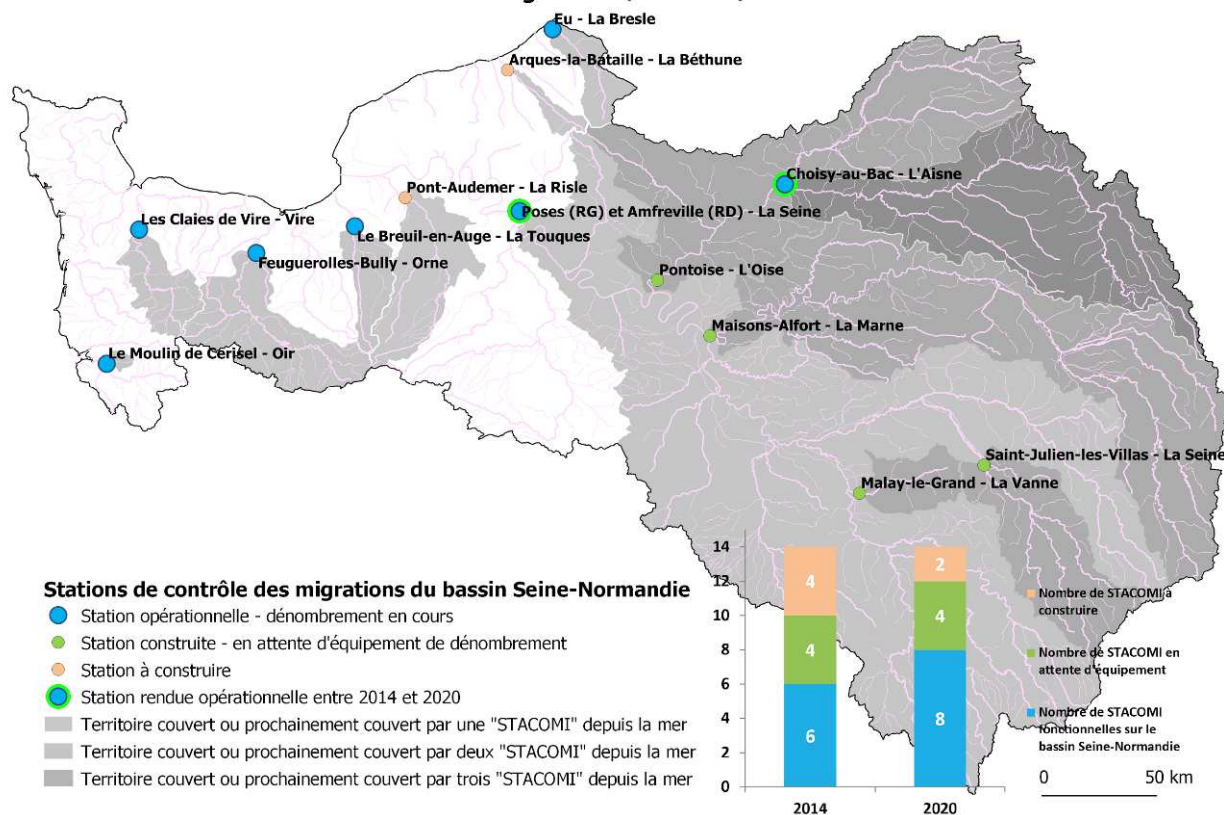 Eu - La Bresle
Arques-la-Bataille - La Béthune
Choisy-au-Bac - L'Aisne
Pont-Audemer - La Risle
Poses (RG) et Amfreville (RD) - La Seine
Les Claies de Vire - Vire
Le Breuil-en-Auge - La Touques
Feuguerolles-Bully - Orne
Pontoise - L'Oise
Maisons-Alfort - La Marne
Le Moulin de Cerisel - Oir
Saint-Julien-les-Villas - La Seine
Malay-le-Grand - La Vanne
Stations de contrôle des migrations du bassin Seine-Normandie
Station opérationnelle - dénombrement en cours
Station construite - en attente d'équipement de dénombrement
Station à construire
Station rendue opérationnelle entre 2014 et 2020
Territoire couvert ou prochainement couvert par une "STACOMI" depuis la mer
Territoire couvert ou prochainement couvert par deux "STACOMI" depuis la mer
Territoire couvert ou prochainement couvert par trois "STACOMI" depuis la mer
14
12
10
8
6
4
2
0
4
4
6
2
4
8
2014
2020
Nombre de STACOMI à
construire
Nombre de STACOMI en
attente d'équipement
Nombre de STACOMI
fonctionnelles sur le
bassin Seine-Normandie
0 50 km